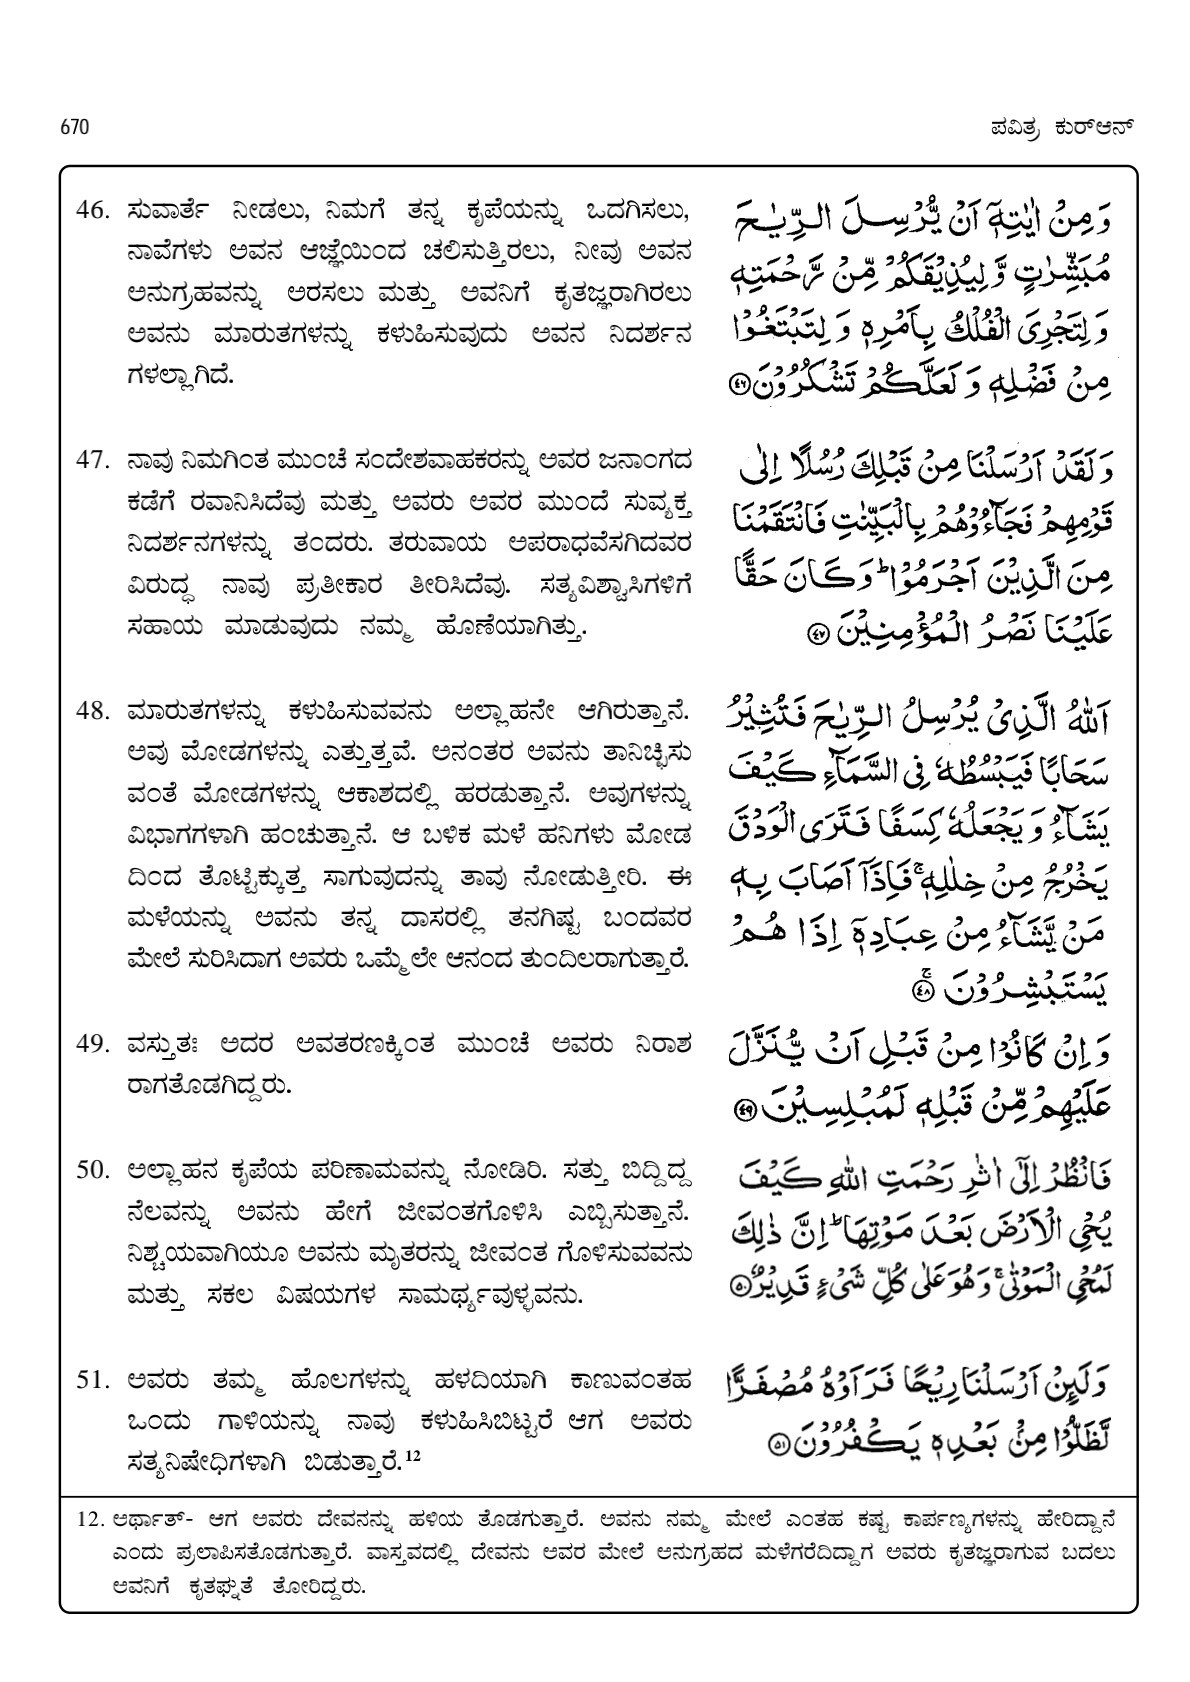 670
ಪವಿತ್ರ ಕುರ್‌ಆನ್
46. ಸುವಾರ್ತೆ ನೀಡಲು, ನಿಮಗೆ ತನ್ನ ಕೃಪೆಯನ್ನು ಒದಗಿಸಲು,
ನಾವೆಗಳು ಅವನ ಆಜ್ಞೆಯಿಂದ ಚಲಿಸುತ್ತಿರಲು, ನೀವು ಅವನ
ಅನುಗ್ರಹವನ್ನು ಅರಸಲು ಮತ್ತು ಅವನಿಗೆ ಕೃತಜ್ಞರಾಗಿರಲು
ಅವನು ಮಾರುತಗಳನ್ನು ಕಳುಹಿಸುವುದು ಅವನ ನಿದರ್ಶನ
ಗಳಲ್ಲಾಗಿದೆ.
وَمِنْ اٰيٰتِهٖٓ اَنْ يُّرْسِلَ الرِّيٰحَ
مُبَشِّرٰتٍ وَّلِيُذِيْقَكُمْ مِّنْ رَّحْمَتِهٖ
وَلِتَجْرِىَ الْفُلْكُ بِاَمْرِهٖ وَلِتَبْتَغُوْا
مِنْ فَضْلِهٖ وَلَعَلَّكُمْ تَشْكُرُوْنَ ﴿٤٦﴾
47. ನಾವು ನಿಮಗಿಂತ ಮುಂಚೆ ಸಂದೇಶವಾಹಕರನ್ನು ಅವರ ಜನಾಂಗದ
ಕಡೆಗೆ ರವಾನಿಸಿದೆವು ಮತ್ತು ಅವರು ಅವರ ಮುಂದೆ ಸುವ್ಯಕ್ತ
ನಿದರ್ಶನಗಳನ್ನು ತಂದರು. ತರುವಾಯ ಅಪರಾಧವೆಸಗಿದವರ
ವಿರುದ್ಧ ನಾವು ಪ್ರತೀಕಾರ ತೀರಿಸಿದೆವು. ಸತ್ಯವಿಶ್ವಾಸಿಗಳಿಗೆ
ಸಹಾಯ ಮಾಡುವುದು ನಮ್ಮ ಹೊಣೆಯಾಗಿತ್ತು.
وَلَقَدْ اَرْسَلْنَا مِنْ قَبْلِكَ رُسُلًا اِلٰى
قَوْمِهِمْ فَجَآءُوْهُمْ بِالْبَيِّنٰتِ فَانْتَقَمْنَا
مِنَ الَّذِيْنَ اَجْرَمُوْا ؕ وَكَانَ حَقًّا
عَلَيْنَا نَصْرُ الْمُؤْمِنِيْنَ ﴿٤٧﴾
48. ಮಾರುತಗಳನ್ನು ಕಳುಹಿಸುವವನು ಅಲ್ಲಾಹನೇ ಆಗಿರುತ್ತಾನೆ.
ಅವು ಮೋಡಗಳನ್ನು ಎತ್ತುತ್ತವೆ. ಅನಂತರ ಅವನು ತಾನಿಚ್ಛಿಸು
ವಂತೆ ಮೋಡಗಳನ್ನು ಆಕಾಶದಲ್ಲಿ ಹರಡುತ್ತಾನೆ. ಅವುಗಳನ್ನು
ವಿಭಾಗಗಳಾಗಿ ಹಂಚುತ್ತಾನೆ. ಆ ಬಳಿಕ ಮಳೆ ಹನಿಗಳು ಮೋಡ
ದಿಂದ ತೊಟ್ಟಿಕ್ಕುತ್ತ ಸಾಗುವುದನ್ನು ತಾವು ನೋಡುತ್ತೀರಿ. ಈ
ಮಳೆಯನ್ನು ಅವನು ತನ್ನ ದಾಸರಲ್ಲಿ ತನಗಿಷ್ಟ ಬಂದವರ
ಮೇಲೆ ಸುರಿಸಿದಾಗ ಅವರು ಒಮ್ಮೆಲೇ ಆನಂದ ತುಂದಿಲರಾಗುತ್ತಾರೆ.
اَللّٰهُ الَّذِىْ يُرْسِلُ الرِّيٰحَ فَتُثِيْرُ
سَحَابًا فَيَبْسُطُهٗ فِى السَّمَآءِ كَيْفَ
يَشَآءُ وَيَجْعَلُهٗ كِسَفًا فَتَرَى الْوَدْقَ
يَخْرُجُ مِنْ خِلٰلِهٖ ۚ فَاِذَآ اَصَابَ بِهٖ
مَنْ يَّشَآءُ مِنْ عِبَادِهٖٓ اِذَا هُمْ
يَسْتَبْشِرُوْنَ ۚ ﴿٤٨﴾
49. ವಸ್ತುತಃ ಅದರ ಅವತರಣಕ್ಕಿಂತ ಮುಂಚೆ ಅವರು ನಿರಾಶ
ರಾಗತೊಡಗಿದ್ದರು.
وَاِنْ كَانُوْا مِنْ قَبْلِ اَنْ يُّنَزَّلَ
عَلَيْهِمْ مِّنْ قَبْلِهٖ لَمُبْلِسِيْنَ ﴿٤٩﴾
50. ಅಲ್ಲಾಹನ ಕೃಪೆಯ ಪರಿಣಾಮವನ್ನು ನೋಡಿರಿ. ಸತ್ತು ಬಿದ್ದಿದ್ದ
ನೆಲವನ್ನು ಅವನು ಹೇಗೆ ಜೀವಂತಗೊಳಿಸಿ ಎಬ್ಬಿಸುತ್ತಾನೆ.
ನಿಶ್ಚಯವಾಗಿಯೂ ಅವನು ಮೃತರನ್ನು ಜೀವಂತ ಗೊಳಿಸುವವನು
ಮತ್ತು ಸಕಲ ವಿಷಯಗಳ ಸಾಮರ್ಥ್ಯವುಳ್ಳವನು.
فَانْظُرْ اِلٰٓى اٰثٰرِ رَحْمَتِ اللّٰهِ كَيْفَ
يُحْىِ الْاَرْضَ بَعْدَ مَوْتِهَا ؕ اِنَّ ذٰلِكَ
لَمُحْىِ الْمَوْتٰى ۚ وَهُوَ عَلٰى كُلِّ شَىْءٍ قَدِيْرٌ ﴿٥٠﴾
51. ಅವರು ತಮ್ಮ ಹೊಲಗಳನ್ನು ಹಳದಿಯಾಗಿ ಕಾಣುವಂತಹ
ಒಂದು ಗಾಳಿಯನ್ನು ನಾವು ಕಳುಹಿಸಿಬಿಟ್ಟರೆ ಆಗ ಅವರು
ಸತ್ಯನಿಷೇಧಿಗಳಾಗಿ ಬಿಡುತ್ತಾರೆ.12
وَلَئِنْ اَرْسَلْنَا رِيْحًا فَرَاَوْهُ مُصْفَرًّا
لَّظَلُّوْا مِنْۢ بَعْدِهٖ يَكْفُرُوْنَ ﴿٥١﴾
12. ಅರ್ಥಾತ್- ಆಗ ಅವರು ದೇವನನ್ನು ಹಳಿಯ ತೊಡಗುತ್ತಾರೆ. ಅವನು ನಮ್ಮ ಮೇಲೆ ಎಂತಹ ಕಷ್ಟ ಕಾರ್ಪಣ್ಯಗಳನ್ನು ಹೇರಿದ್ದಾನೆ
ಎಂದು ಪ್ರಲಾಪಿಸತೊಡಗುತ್ತಾರೆ. ವಾಸ್ತವದಲ್ಲಿ ದೇವನು ಅವರ ಮೇಲೆ ಅನುಗ್ರಹದ ಮಳೆಗರೆದಿದ್ದಾಗ ಅವರು ಕೃತಜ್ಞರಾಗುವ ಬದಲು
ಅವನಿಗೆ ಕೃತಘ್ನತೆ ತೋರಿದ್ದರು.